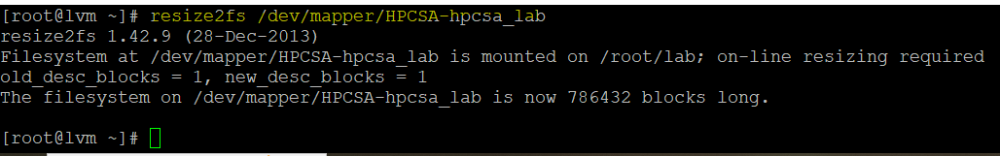 [root@lvm ~]# resize2fs /dev/mapper/HPCSA-hpcsa_lab
resize2fs 1.42.9 (28-Dec-2013)
Filesystem at /dev/mapper/HPCSA-hpcsa_lab is mounted on /root/lab; on-line resizing required
old_desc_blocks = 1, new_desc_blocks = 1
The filesystem on /dev/mapper/HPCSA-hpcsa_lab is now 786432 blocks long.
[root@lvm ~]#